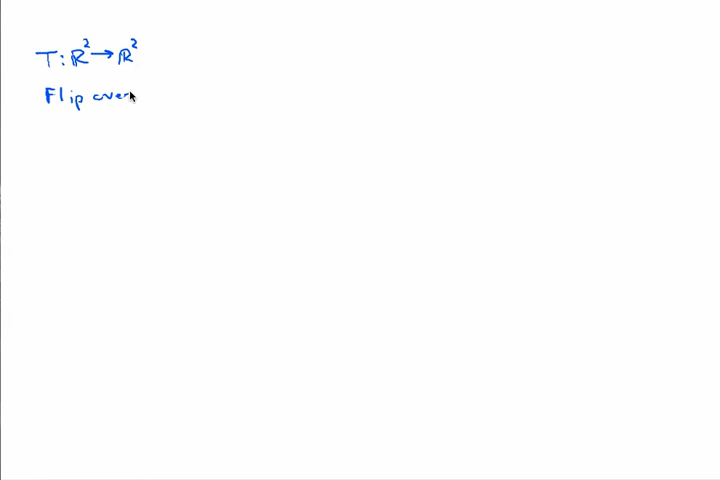 T: ℝ² → ℝ²
Flip over